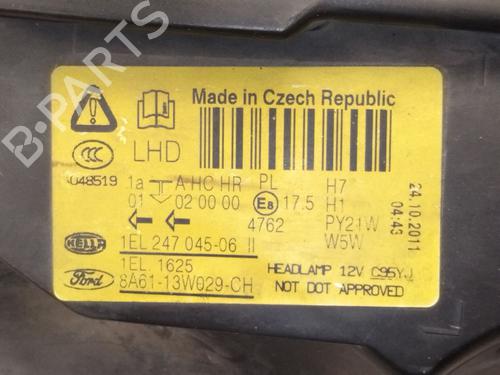 Made in Czech Republic
LHD
CCC
048519
1a A HC HR PL H7
01 02 00 00 E8 17.5 H1
4762 PY21W
W5W
24.10.2011
04:43
HELLA 1EL 247 045-06 II
1EL. 1625
Ford 8A61-13W029-CH
HEADLAMP 12V C95YJ
NOT DOT APPROVED
B-PARTS